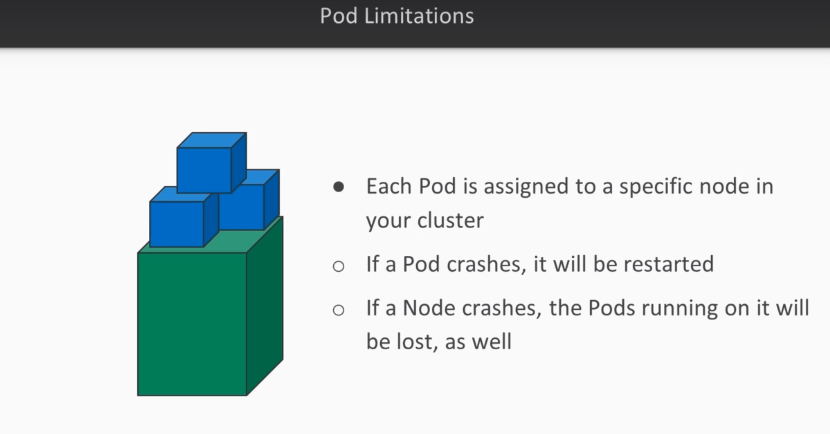 Pod Limitations
● Each Pod is assigned to a specific node in
your cluster
○ If a Pod crashes, it will be restarted
○ If a Node crashes, the Pods running on it will
be lost, as well